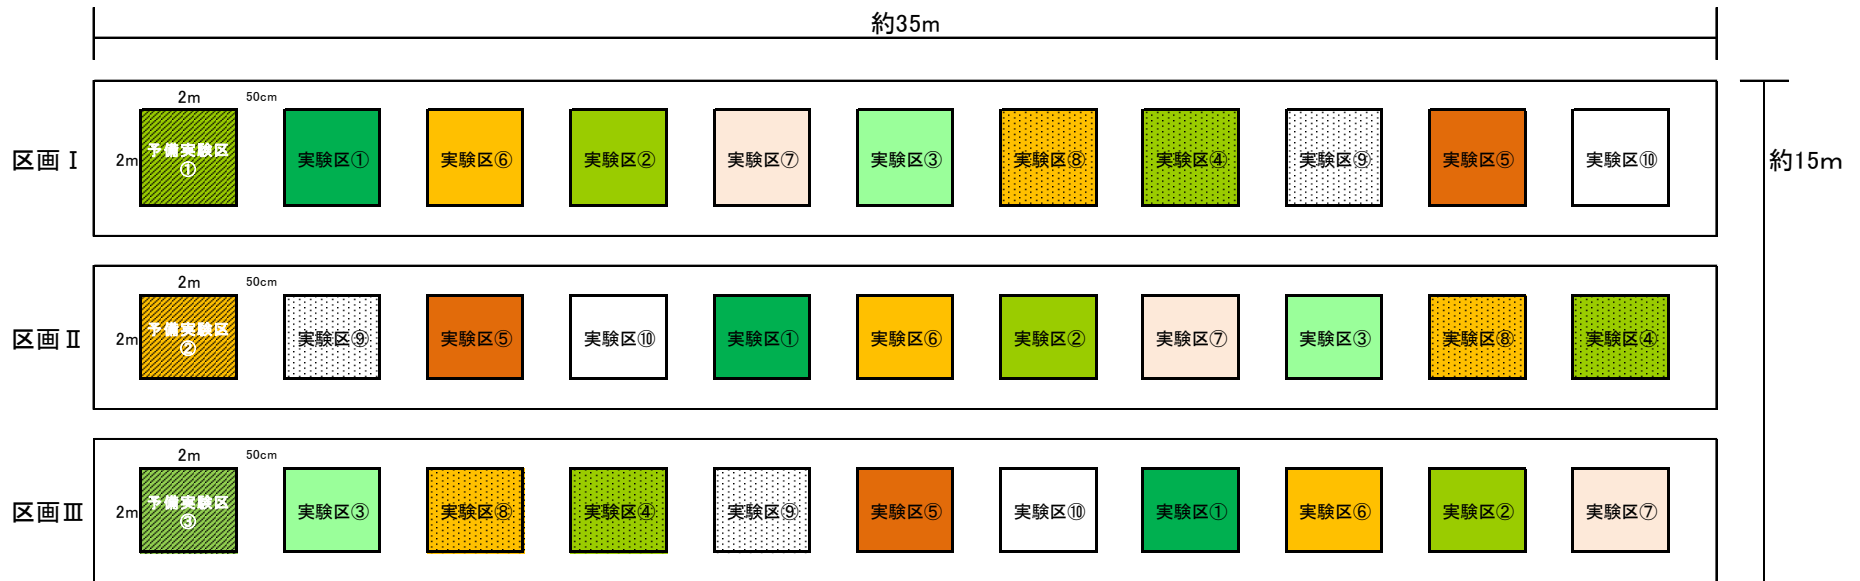 約35m
2m 50cm
区画Ⅰ 2m 予備実験区 実験区① 実験区⑥ 実験区② 実験区⑦ 実験区③ 実験区⑧ 実験区④ 実験区⑨ 実験区⑤ 実験区⑩ 約15m
①
2m 50cm
区画Ⅱ 2m 予備実験区 実験区⑨ 実験区⑤ 実験区⑩ 実験区① 実験区⑥ 実験区② 実験区⑦ 実験区③ 実験区⑧ 実験区④
②
2m 50cm
区画Ⅲ 2m 予備実験区 実験区③ 実験区⑧ 実験区④ 実験区⑨ 実験区⑤ 実験区⑩ 実験区① 実験区⑥ 実験区② 実験区⑦
③